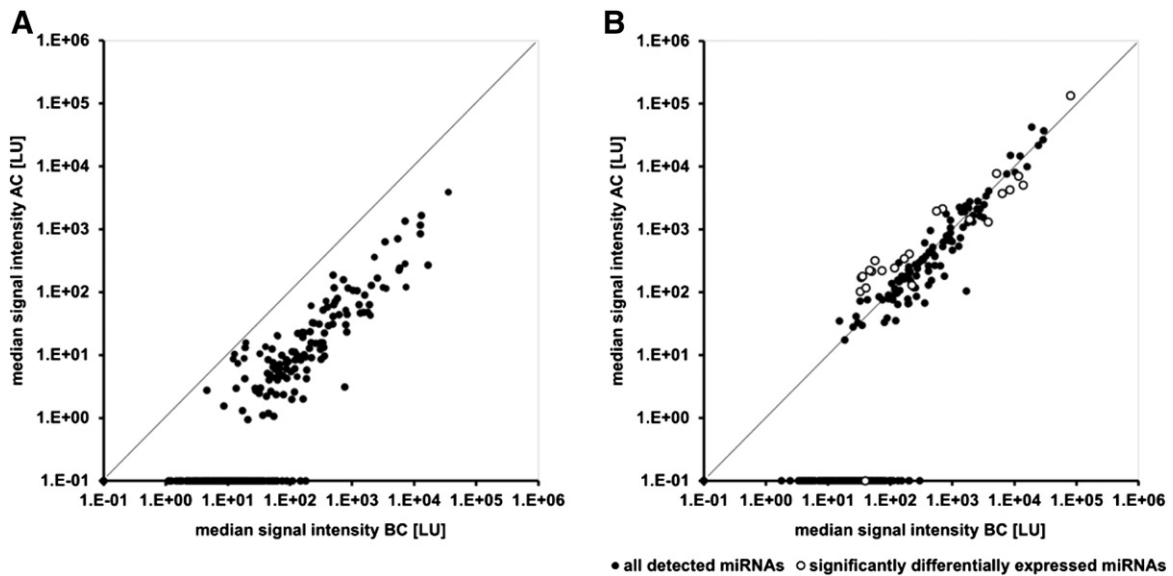 A
1.E+06
1.E+05
1.E+04
1.E+03
1.E+02
1.E+01
1.E+00
1.E-01
median signal intensity AC [LU]
1.E-01 1.E+00 1.E+01 1.E+02 1.E+03 1.E+04 1.E+05 1.E+06
median signal intensity BC [LU]
B
1.E+06
1.E+05
1.E+04
1.E+03
1.E+02
1.E+01
1.E+00
1.E-01
median signal intensity AC [LU]
1.E-01 1.E+00 1.E+01 1.E+02 1.E+03 1.E+04 1.E+05 1.E+06
median signal intensity BC [LU]
all detected miRNAs significantly differentially expressed miRNAs